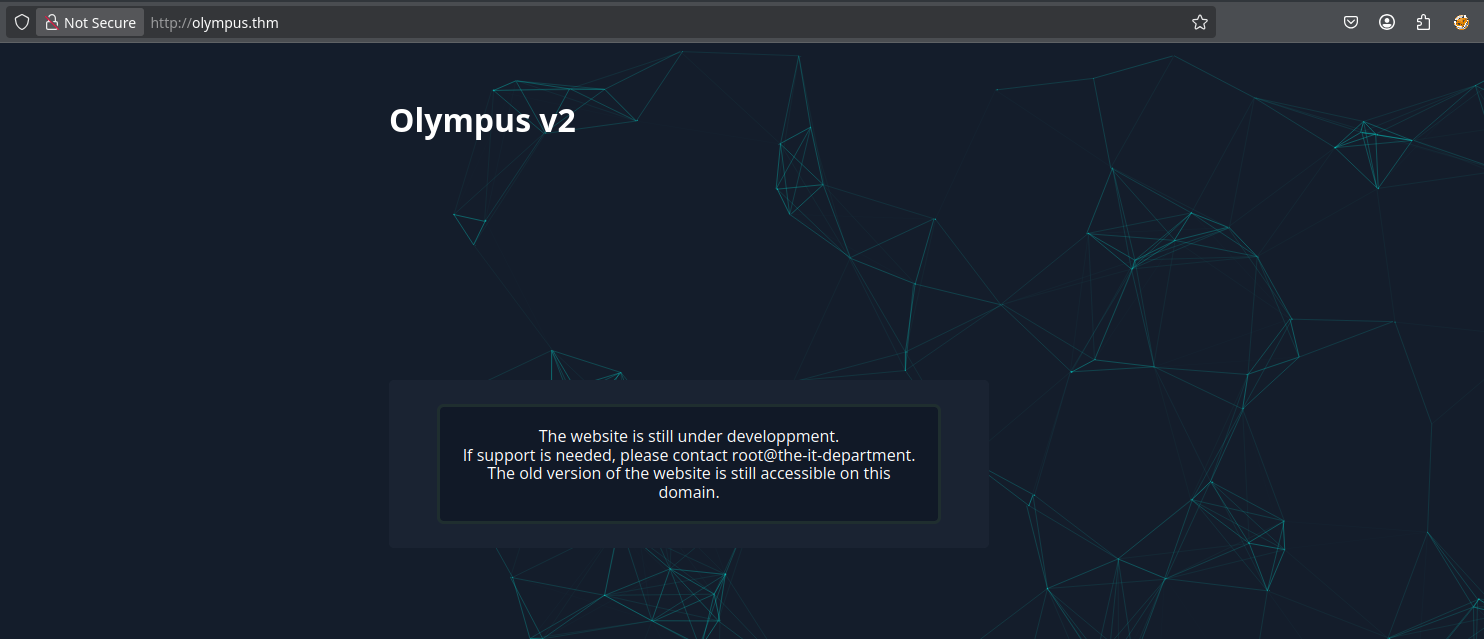 Not Secure http://olympus.thm
Olympus v2
The website is still under developpment.
If support is needed, please contact root@the-it-department.
The old version of the website is still accessible on this
domain.